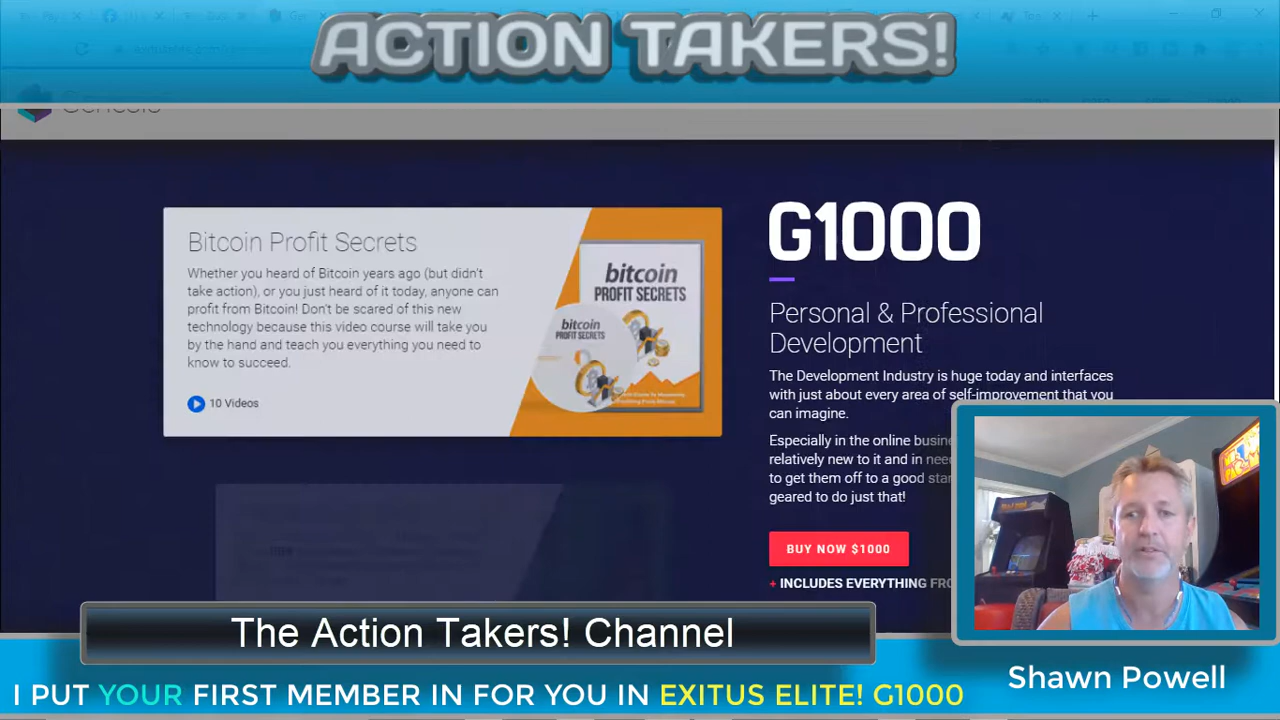 ACTION TAKERS!
Genesis
G1000
Bitcoin Profit Secrets
Whether you heard of Bitcoin years ago (but didn't
take action), or you just heard of it today, anyone can
profit from Bitcoin! Don't be scared of this new
technology because this video course will take you
by the hand and teach you everything you need to
know to succeed.
10 Videos
bitcoin
PROFIT SECRETS
bitcoin
PROFIT SECRETS
Personal & Professional
Development
The Development Industry is huge today and interfaces
with just about every area of self-improvement that you
can imagine.
Especially in the online busine
relatively new to it and in need
to get them off to a good star
geared to do just that!
BUY NOW $1000
+ INCLUDES EVERYTHING FRO
The Action Takers! Channel
Shawn Powell
I PUT YOUR FIRST MEMBER IN FOR YOU IN EXITUS ELITE! G1000